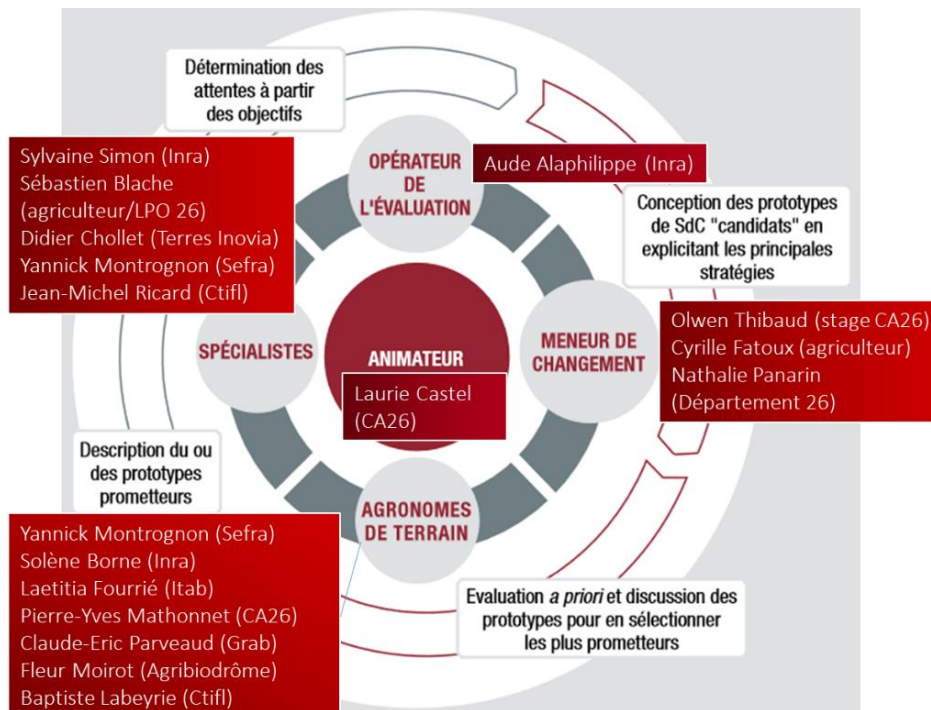 Détermination des
attentes à partir
des objectifs
Sylvaine Simon (Inra)
Sébastien Blache
(agriculteur/LPO 26)
Didier Chollet (Terres Inovia)
Yannick Montrognon (Sefra)
Jean-Michel Ricard (Ctifl)
OPÉRATEUR
DE
L'ÉVALUATION
Aude Alaphilippe (Inra)
Conception des prototypes
de SdC "candidats" en
explicitant les principales
stratégies
SPÉCIALISTES
ANIMATEUR
Laurie Castel
(CA26)
MENEUR DE
CHANGEMENT
Olwen Thibaud (stage CA26)
Cyrille Fatoux (agriculteur)
Nathalie Panarin
(Département 26)
Description du ou
des prototypes
prometteurs
AGRONOMES
DE TERRAIN
Yannick Montrognon (Sefra)
Solène Borne (Inra)
Laetitia Fourrié (Itab)
Pierre-Yves Mathonnet (CA26)
Claude-Eric Parveaud (Grab)
Fleur Moirot (Agribiodrôme)
Baptiste Labeyrie (Ctifl)
Evaluation a priori et discussion des
prototypes pour en sélectionner
les plus prometteurs